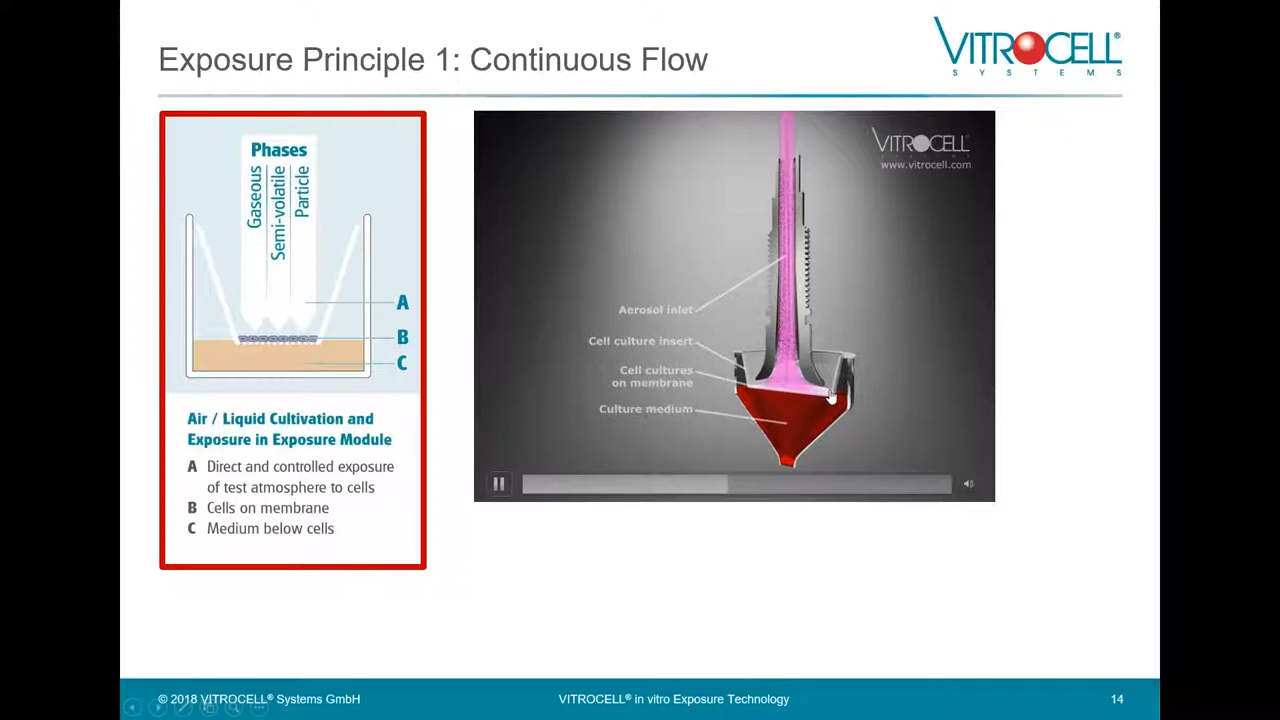 Exposure Principle 1: Continuous Flow
VITROCELL®
SYSTEMS
Phases
Gaseous
Semi-volatile
Particle
A
B
C
Air / Liquid Cultivation and
Exposure in Exposure Module
A Direct and controlled exposure
of test atmosphere to cells
B Cells on membrane
C Medium below cells
VITROCELL
www.vitrocell.com
Aerosol inlet
Cell culture insert
Cell cultures
on membrane
Culture medium
© 2018 VITROCELL® Systems GmbH
VITROCELL® in vitro Exposure Technology
14